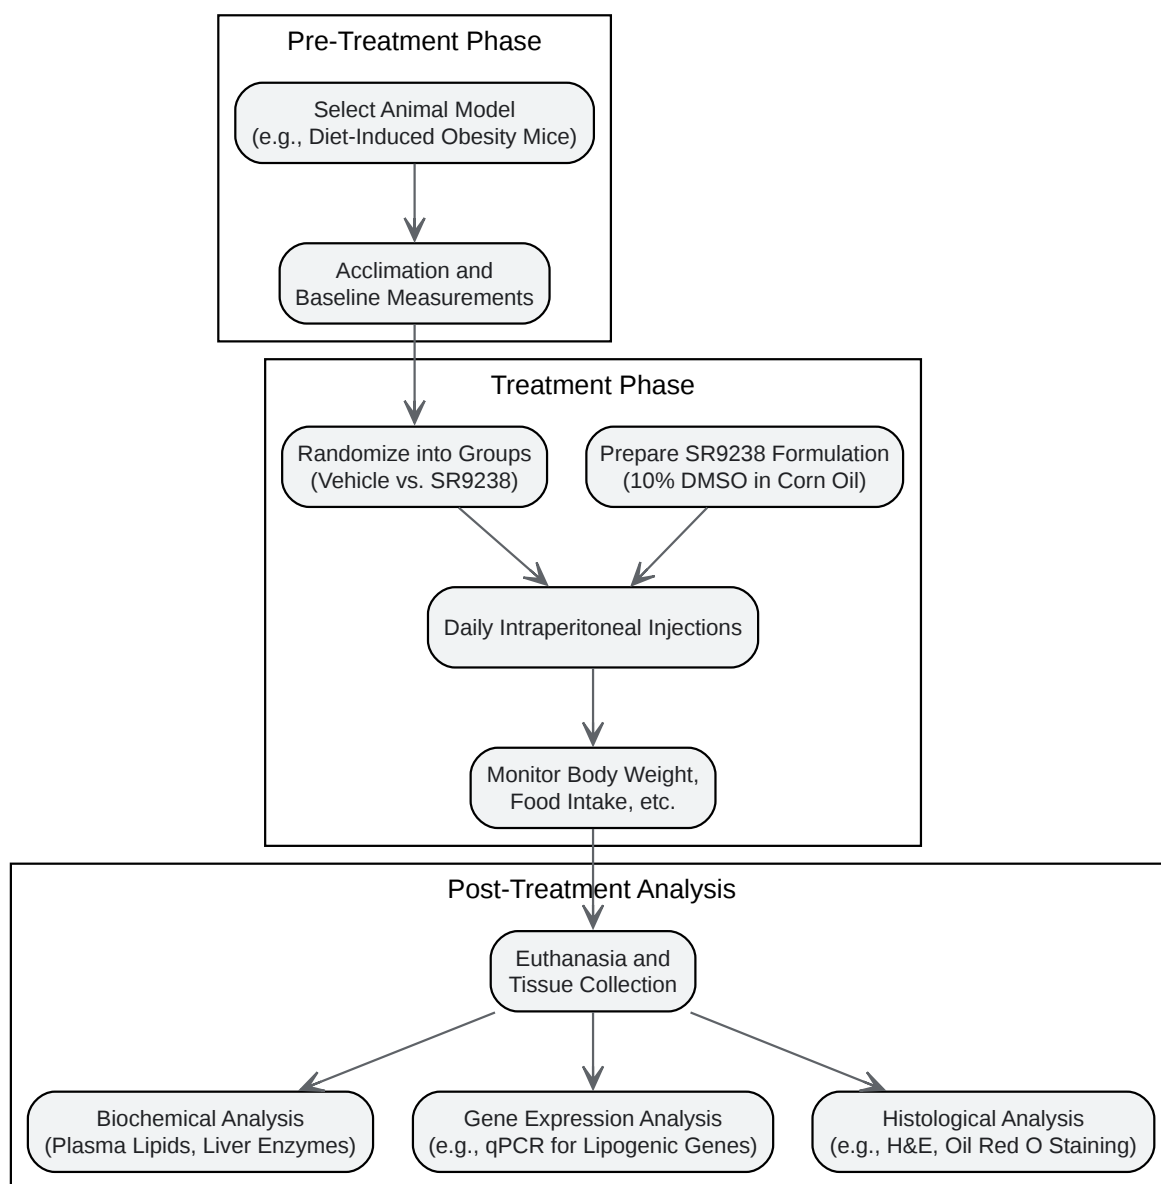 Pre-Treatment Phase
Select Animal Model
(e.g., Diet-Induced Obesity Mice)
Acclimation and
Baseline Measurements
Treatment Phase
Randomize into Groups
(Vehicle vs. SR9238)
Prepare SR9238 Formulation
(10% DMSO in Corn Oil)
Daily Intraperitoneal Injections
Monitor Body Weight,
Food Intake, etc.
Post-Treatment Analysis
Euthanasia and
Tissue Collection
Biochemical Analysis
(Plasma Lipids, Liver Enzymes)
Gene Expression Analysis
(e.g., qPCR for Lipogenic Genes)
Histological Analysis
(e.g., H&E, Oil Red O Staining)